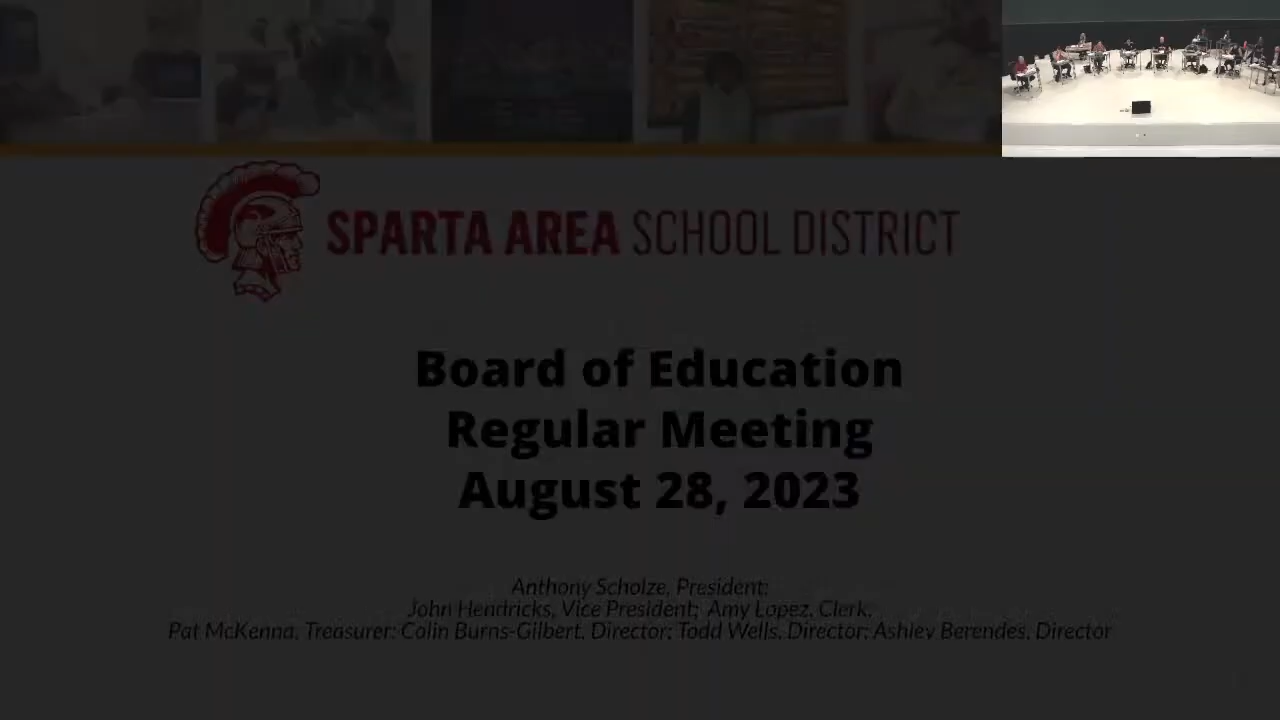 SPARTA AREA SCHOOL DISTRICT
Board of Education
Regular Meeting
August 28, 2023
Anthony Scholze, President;
John Hendricks, Vice President; Amy Lopez, Clerk,
Pat McKenna, Treasurer; Colin Burns-Gilbert, Director; Todd Wells, Director; Ashley Berendes, Director